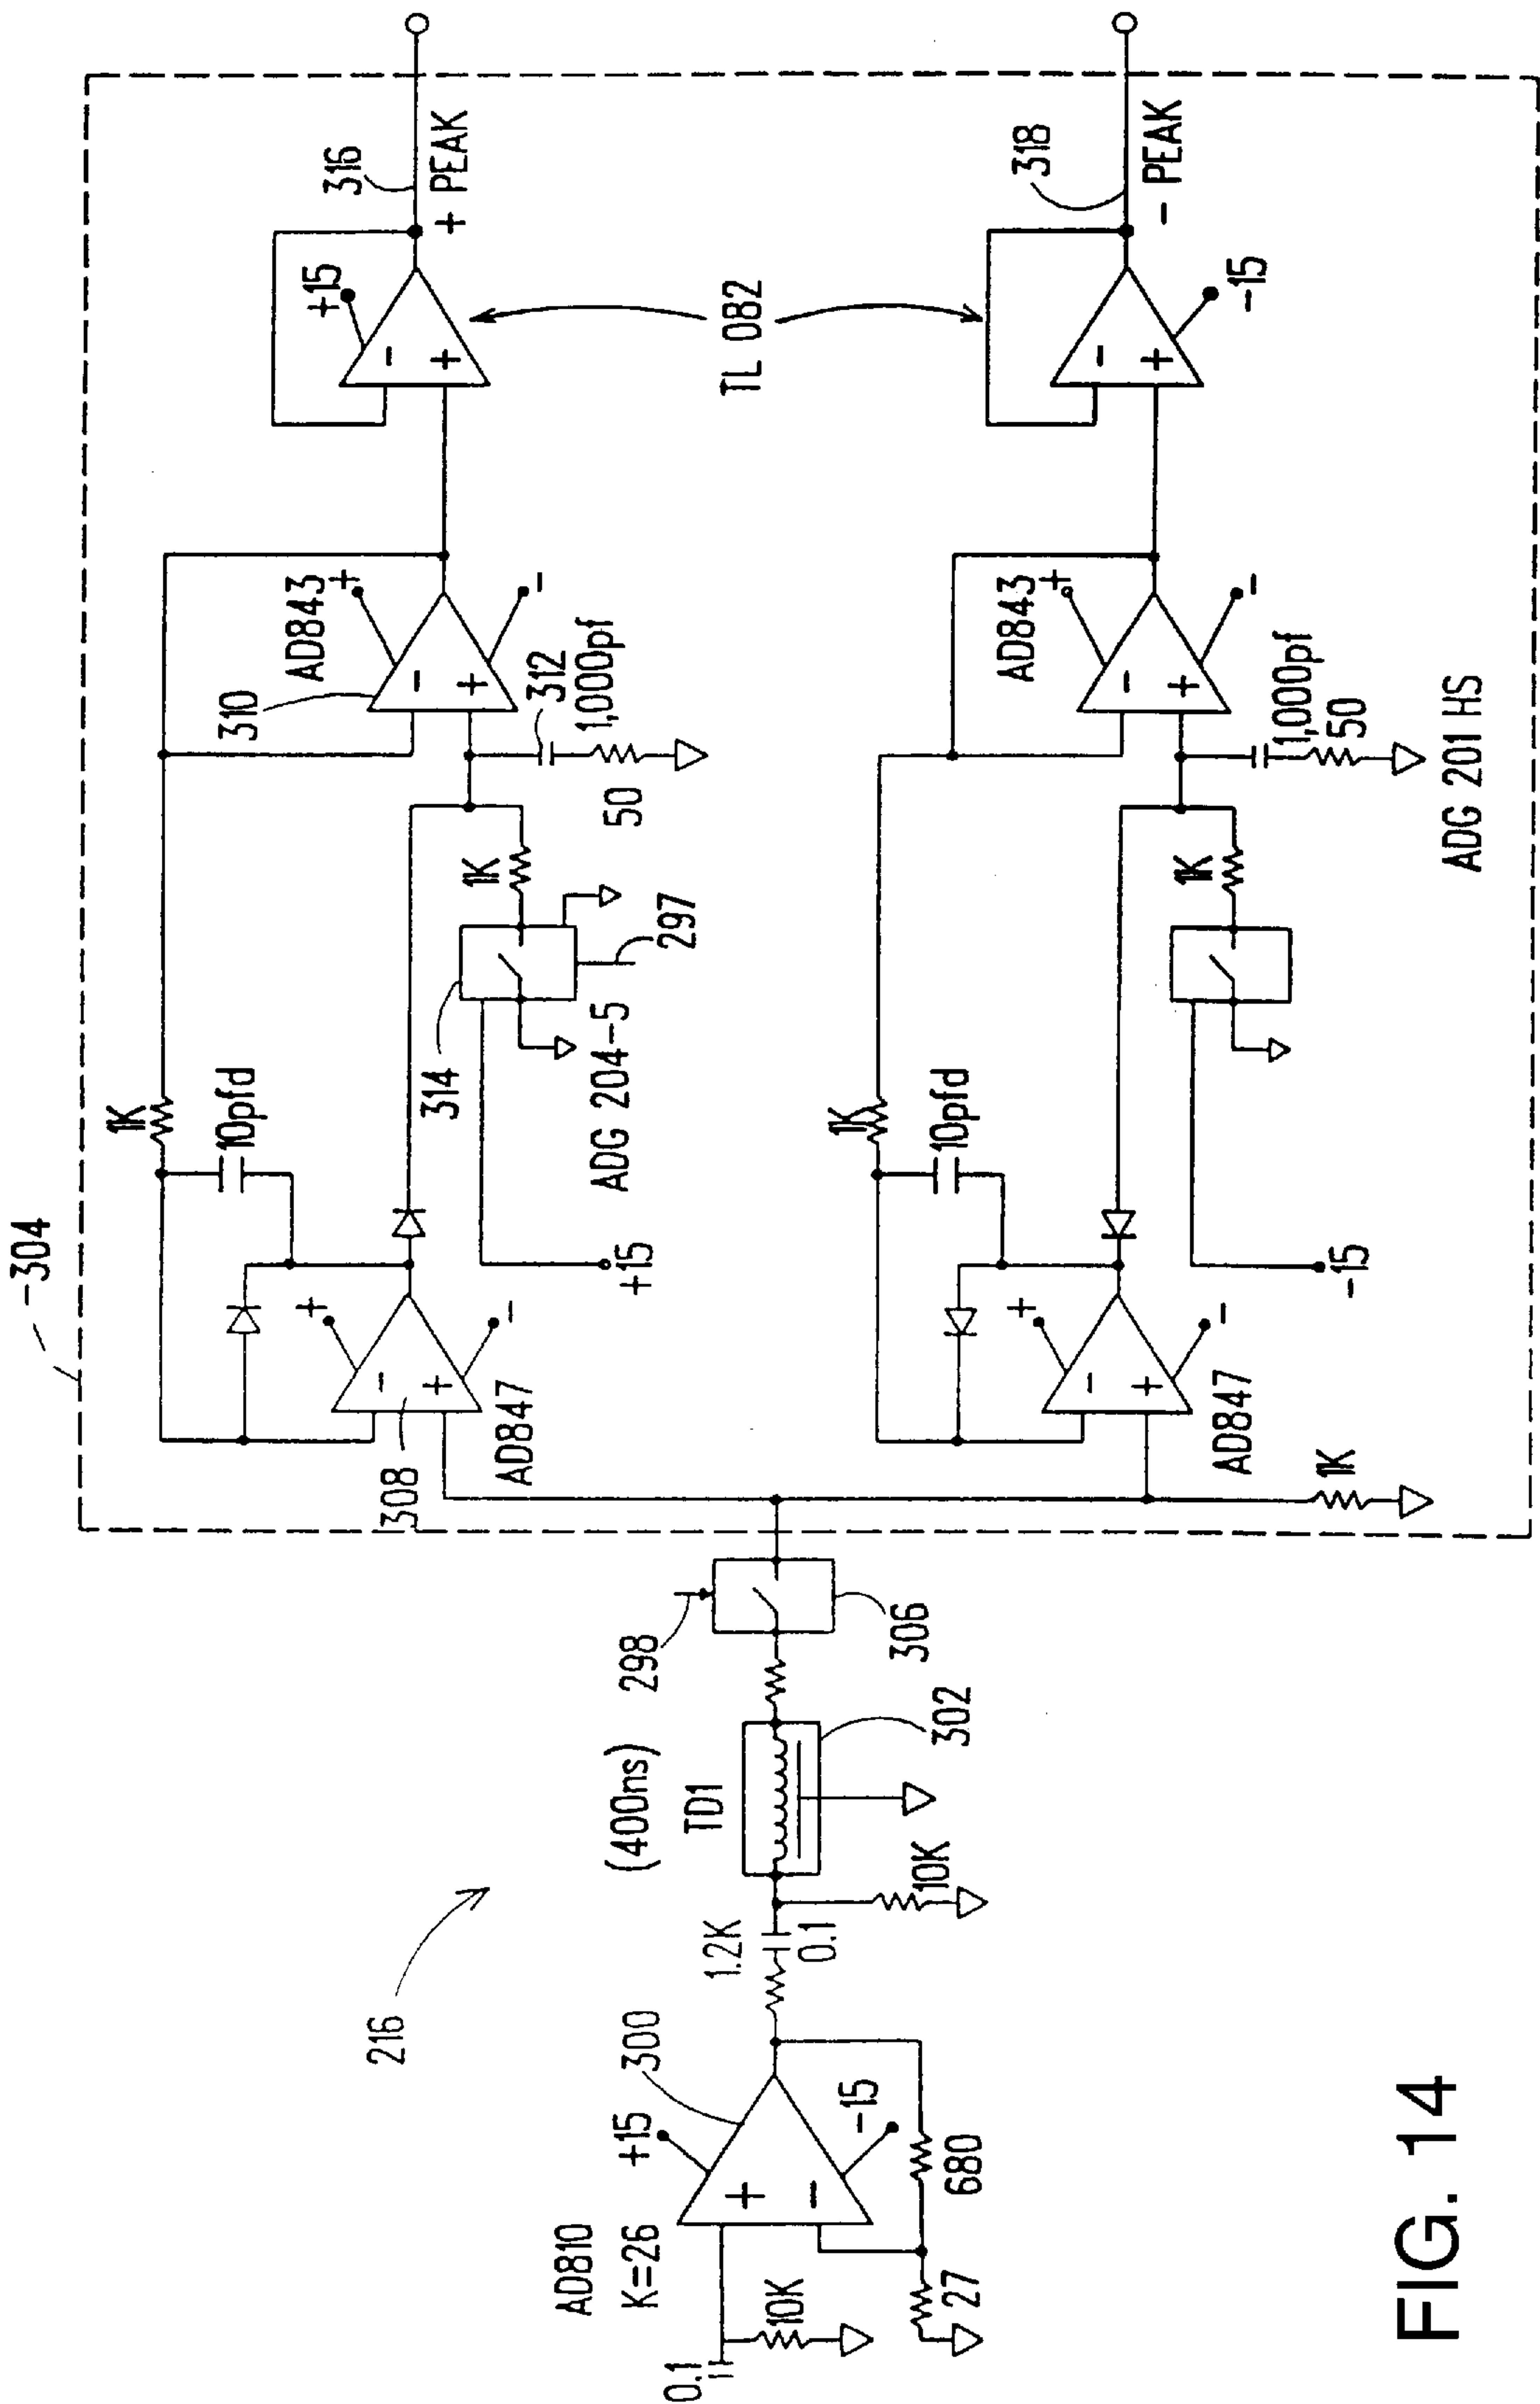 304
1K
10pfd
+
-
-
+
308
AD847
+15
314
ADG 204-5
297
1K
50
310
AD843
+
-
-
+
312
1,000pf
+15
-
+
316
+ PEAK
TL 082
216
(400ns)
TD1
298
302
306
0.1
10K
AD810
K=26
+15
300
+
-
-15
680
27
1.2K
0.1
10K
1K
10pfd
+
-
-
+
AD847
1K
-15
1K
AD843
+
-
-
+
1,000pf
50
ADG 201 HS
-
+
-15
318
- PEAK
FIG. 14